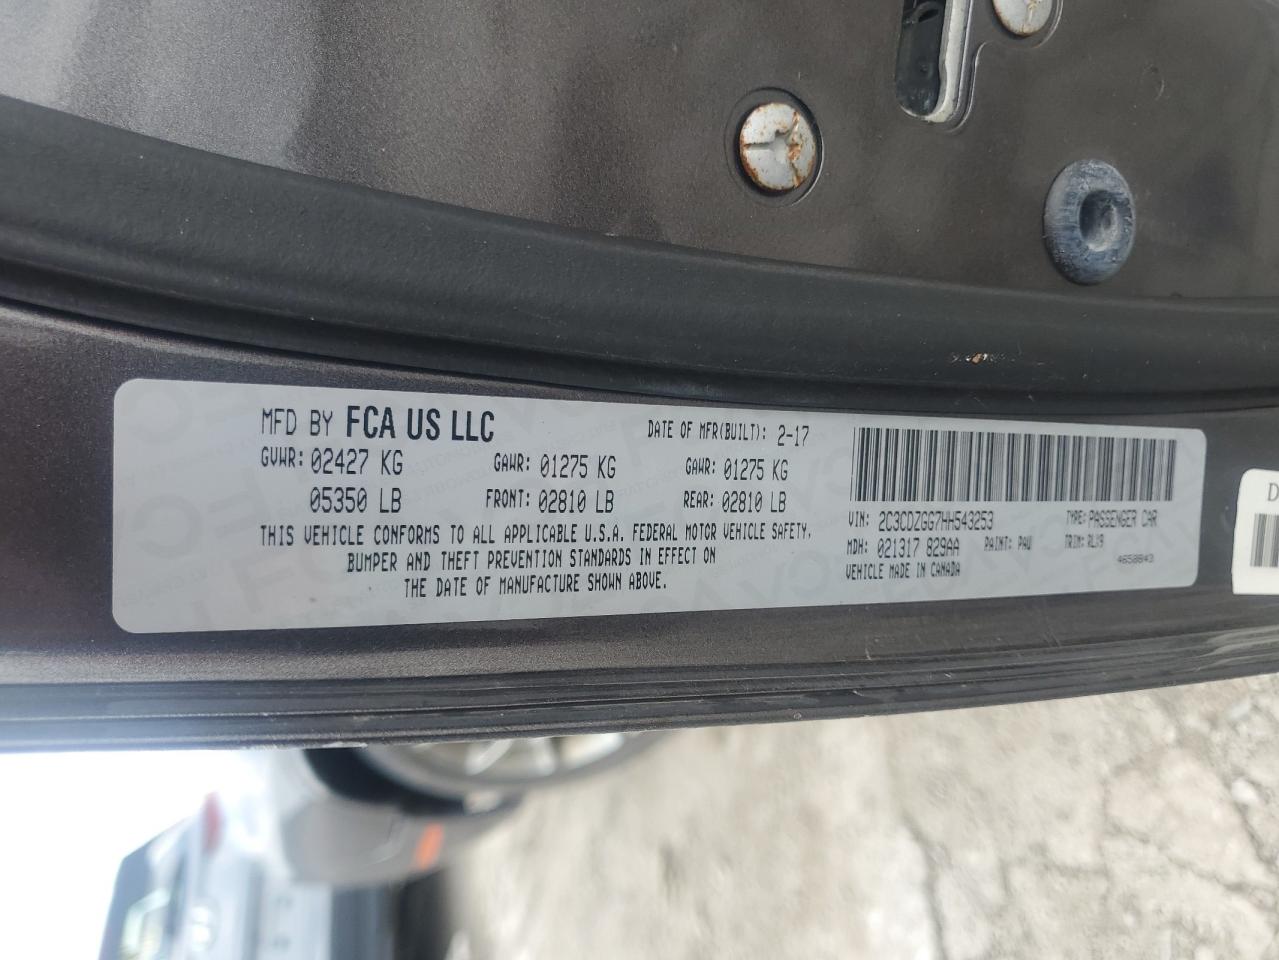 MFD BY FCA US LLC DATE OF MFR(BUILT): 2-17
GVWR: 02427 KG GAWR: 01275 KG GAWR: 01275 KG
05350 LB FRONT: 02810 LB REAR: 02810 LB
THIS VEHICLE CONFORMS TO ALL APPLICABLE U.S.A. FEDERAL MOTOR VEHICLE SAFETY,
BUMPER AND THEFT PREVENTION STANDARDS IN EFFECT ON
THE DATE OF MANUFACTURE SHOWN ABOVE.
VIN: 2C3CDZGG7HH543253 TYPE: PASSENGER CAR
MDH: 021317 829AA PAINT: PAU TRIM: RLX9
VEHICLE MADE IN CANADA 4650843
D